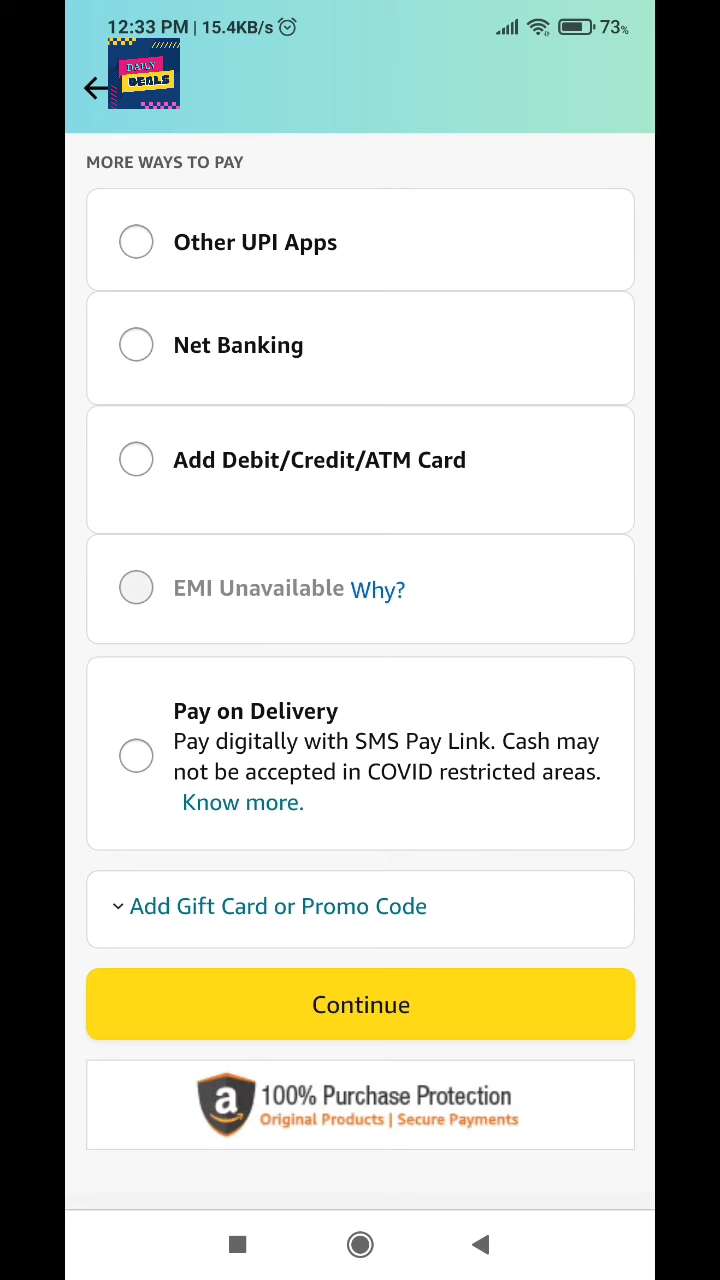 12:33 PM | 15.4KB/s
73%
DAILY
DEALS
MORE WAYS TO PAY
Other UPI Apps
Net Banking
Add Debit/Credit/ATM Card
EMI Unavailable Why?
Pay on Delivery
Pay digitally with SMS Pay Link. Cash may
not be accepted in COVID restricted areas.
Know more.
Add Gift Card or Promo Code
Continue
a
100% Purchase Protection
Original Products | Secure Payments